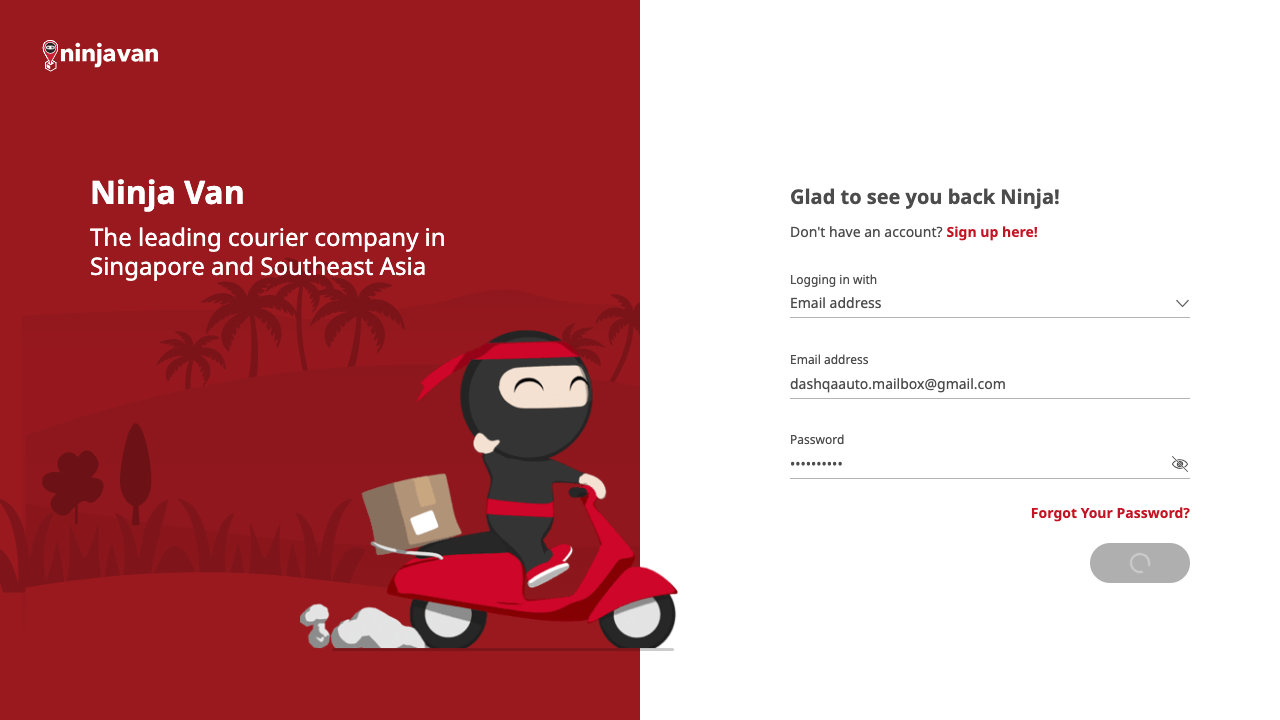 ninjavan
Ninja Van
The leading courier company in
Singapore and Southeast Asia
Glad to see you back Ninja!
Don't have an account? Sign up here!
Logging in with
Email address
Email address
dashqaauto.mailbox@gmail.com
Password
••••••••••
Forgot Your Password?